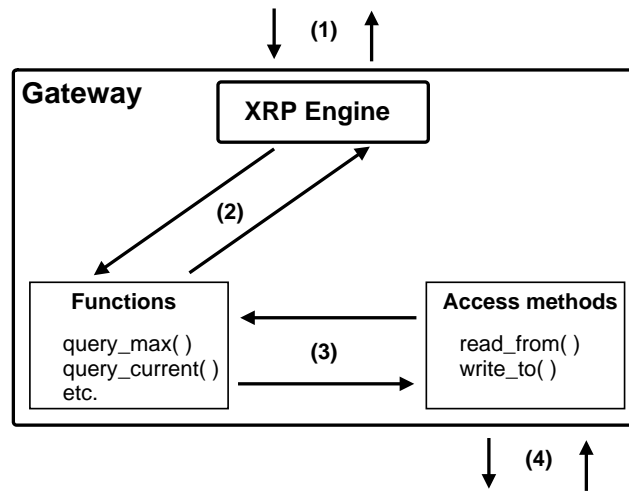 (1)
Gateway
XRP Engine
(2)
Functions
query_max( )
query_current( )
etc.
(3)
Access methods
read_from( )
write_to( )
(4)